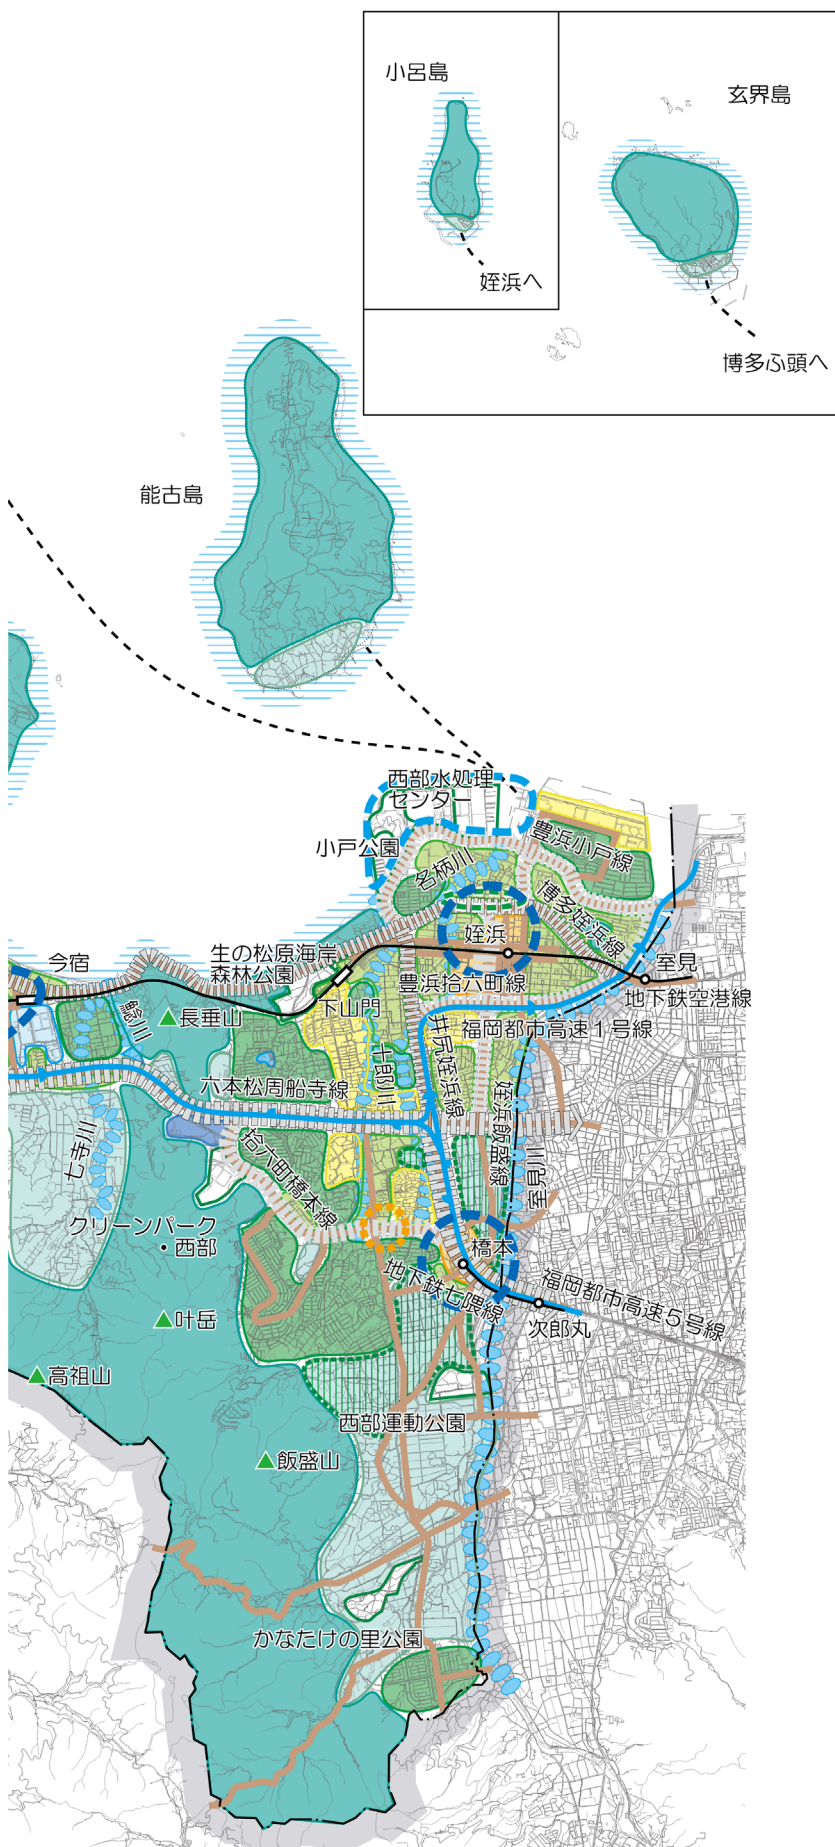 小呂島
玄界島
姪浜へ
博多ふ頭へ
能古島
西部水処理
センター
小戸公園
豊浜小戸線
名柄川
博多姪浜線
姪浜
今宿
生の松原海岸
森林公園
室見
豊浜拾六町線
地下鉄空港線
下山門
鯰川
長垂山
福岡都市高速1号線
井尻姪浜線
十郎川
六本松周船寺線
姪浜飯盛線
室見川
七寺川
拾六町橋本線
クリーンパーク
・西部
橋本
地下鉄七隈線
福岡都市高速5号線
次郎丸
叶岳
高祖山
西部運動公園
飯盛山
かなたけの里公園